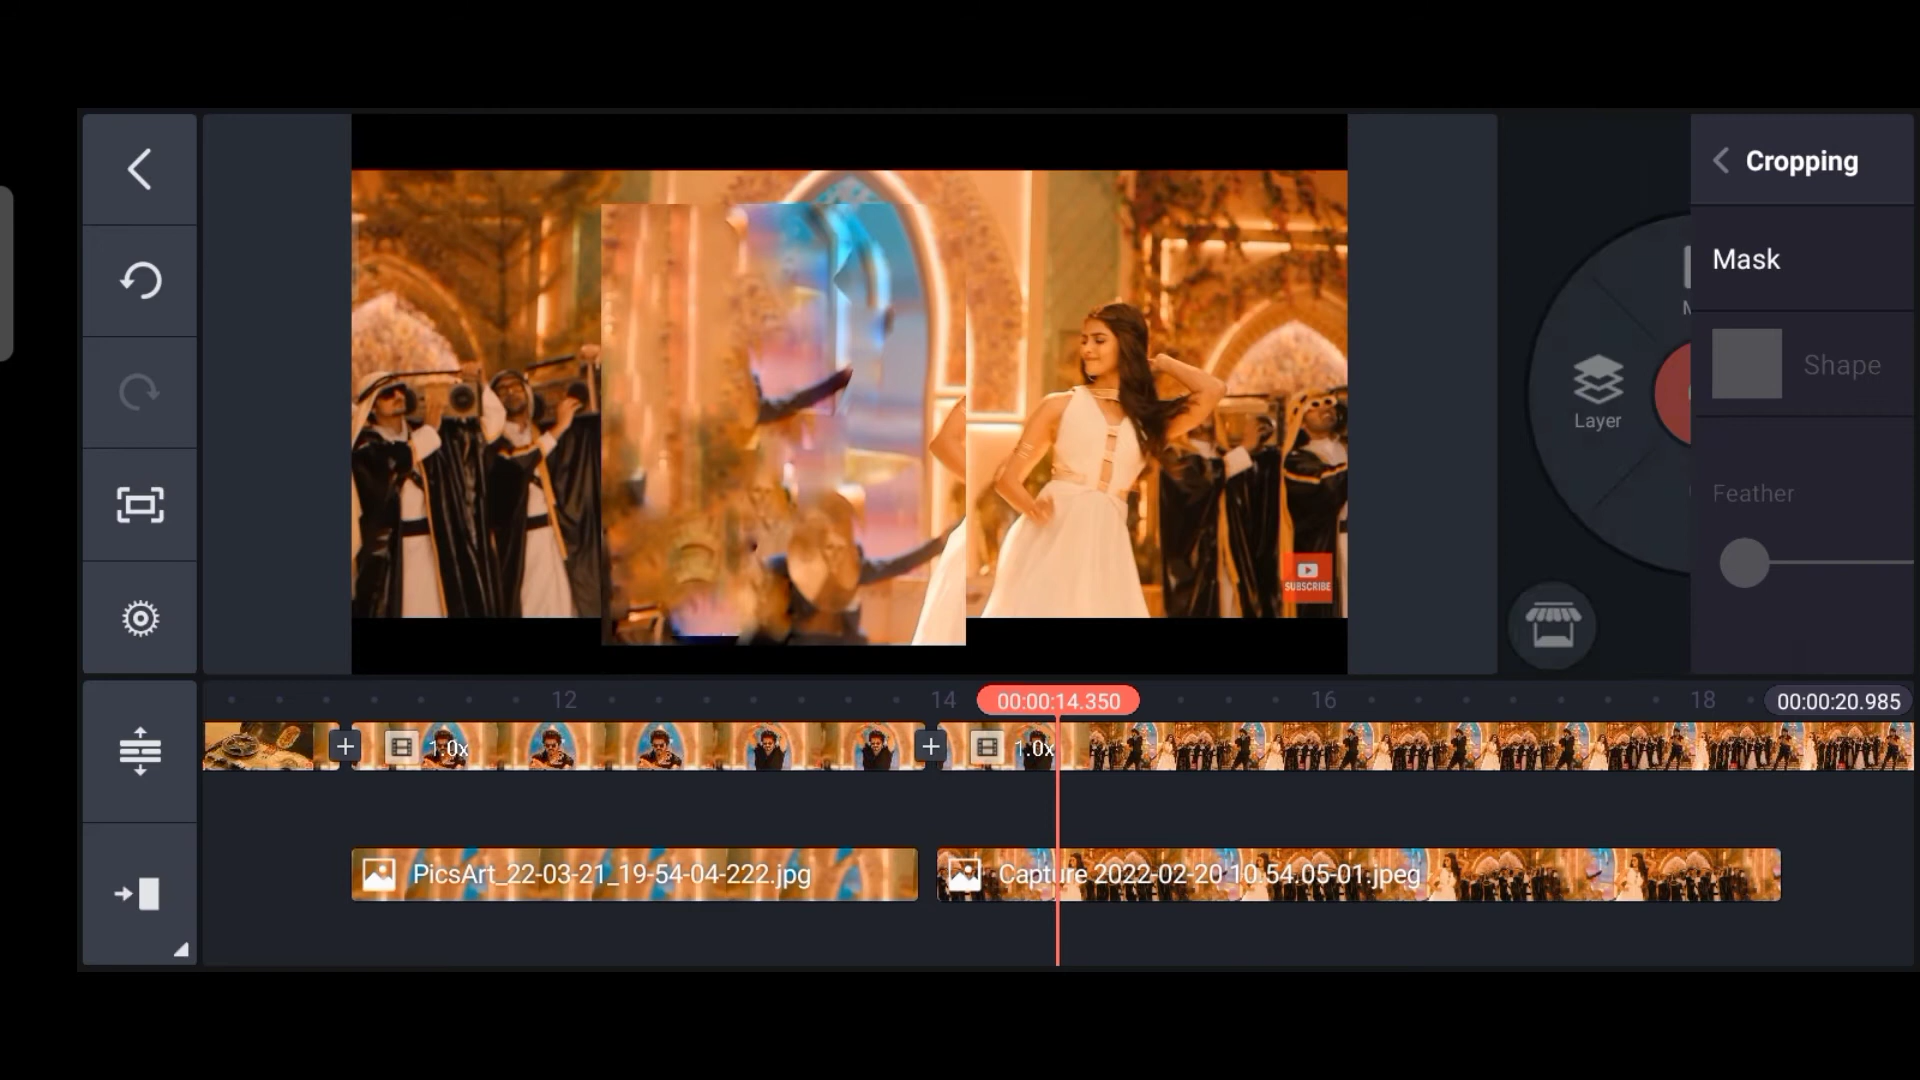 Cropping
Mask
Shape
Layer
Feather
SUBSCRIBE
12
14
00:00:14.350
16
18
00:00:20.985
1.0x
1.0x
PicsArt_22-03-21_19-54-04-222.jpg
Capture 2022-02-20 10.54.05-01.jpeg